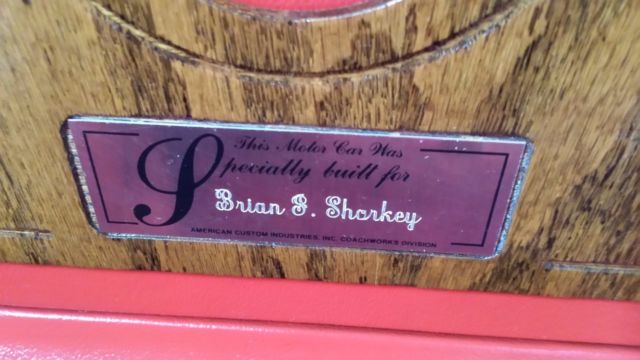 This Motor Car Was
Specially built for
Brian J. Sharkey
AMERICAN CUSTOM INDUSTRIES, INC. COACHWORKS DIVISION